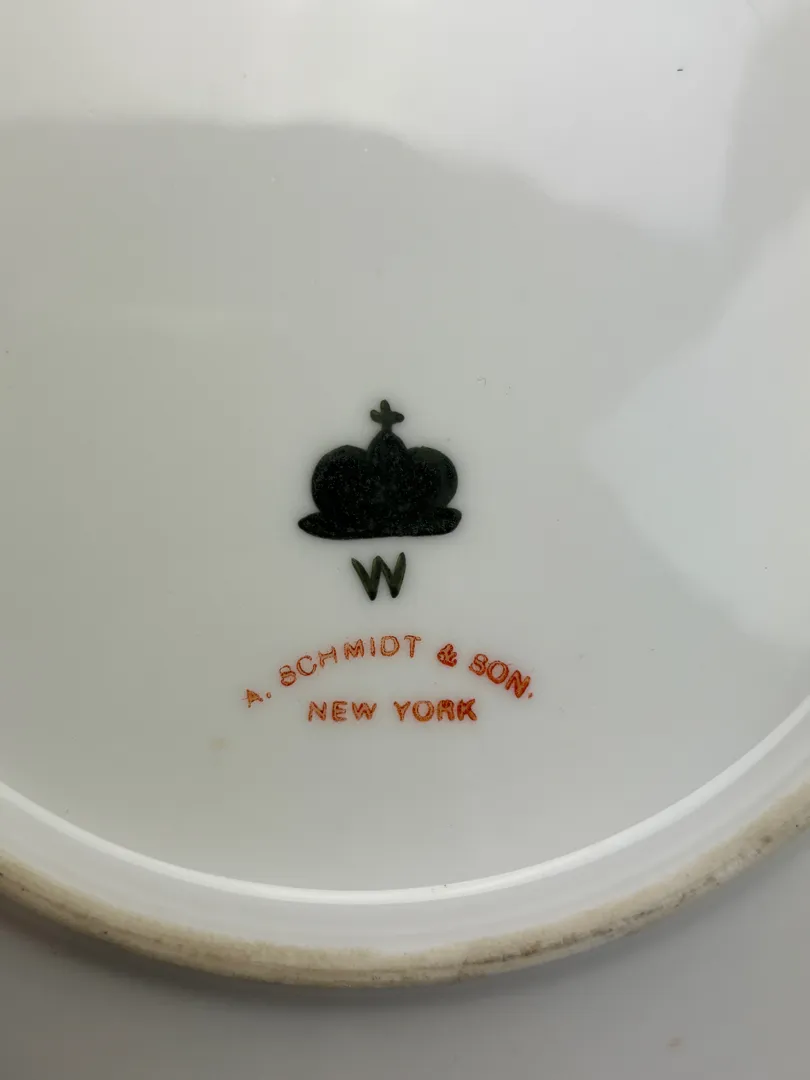 W
A. SCHMIDT & SON.
NEW YORK